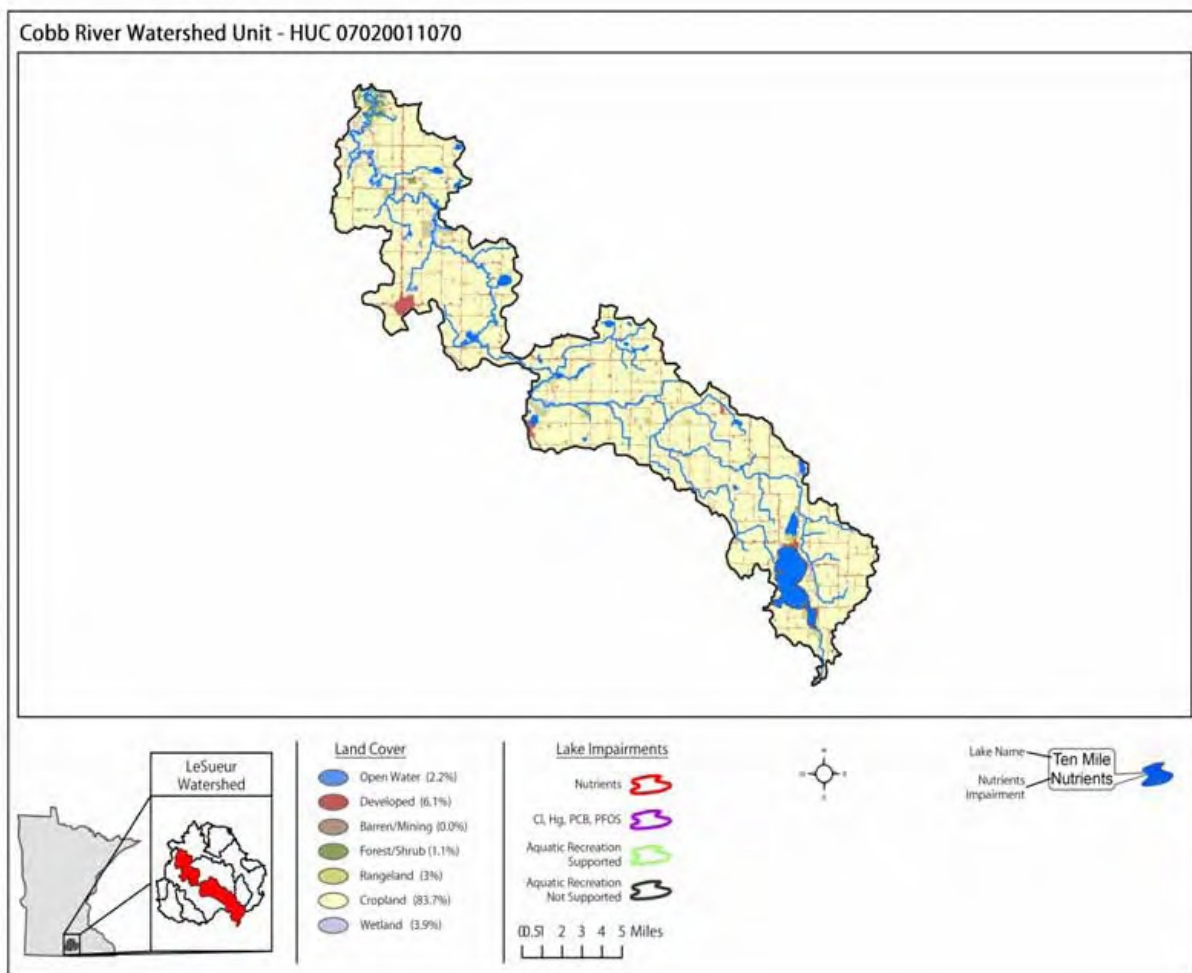 Cobb River Watershed Unit - HUC 07020011070
LeSueur
Watershed
Land Cover
Open Water (2.2%)
Developed (6.1%)
Barren/Mining (0.0%)
Forest/Shrub (1.1%)
Rangeland (3%)
Cropland (83.7%)
Wetland (3.9%)
Lake Impairments
Nutrients
Cl, Hg, PCB, PFOS
Aquatic Recreation
Supported
Aquatic Recreation
Not Supported
0 0.5 1 2 3 4 5 Miles
Lake Name
Ten Mile
Nutrients
Nutrients
Impairment